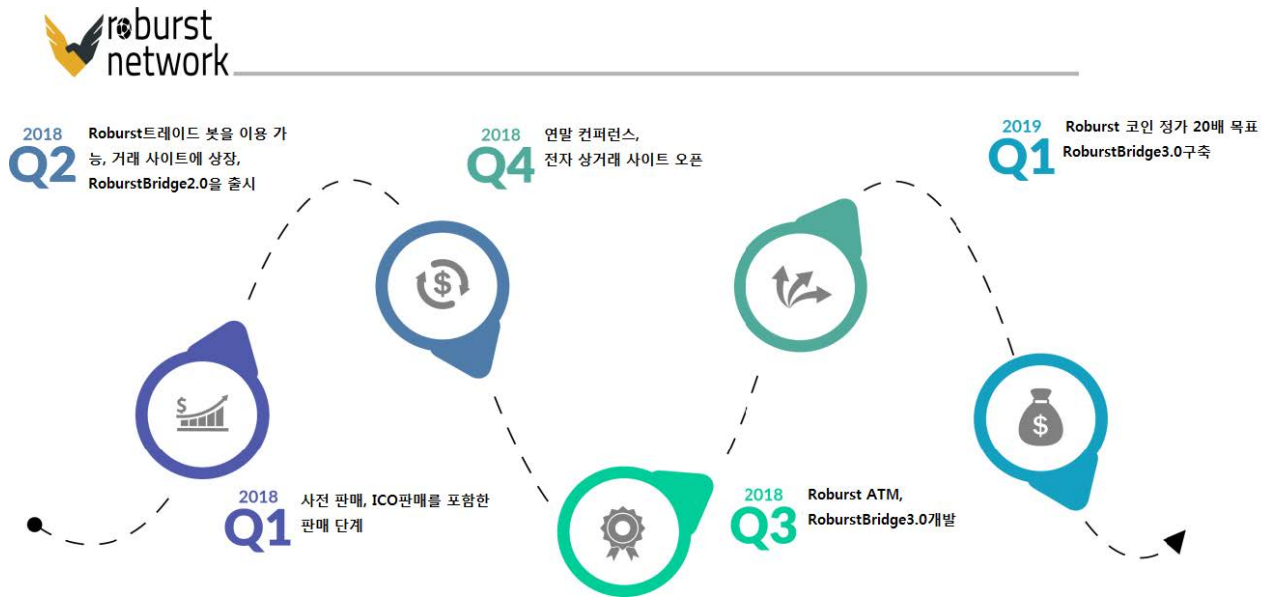 roburst
network
2018
Q2
Roburst트레이드 봇을 이용 가
능, 거래 사이트에 상장,
RoburstBridge2.0을 출시
2018
Q4
연말 컨퍼런스,
전자 상거래 사이트 오픈
2019
Q1
Roburst 코인 정가 20배 목표
RoburstBridge3.0구축
$
$
$
2018
Q1
사전 판매, ICO판매를 포함한
판매 단계
2018
Q3
Roburst ATM,
RoburstBridge3.0개발